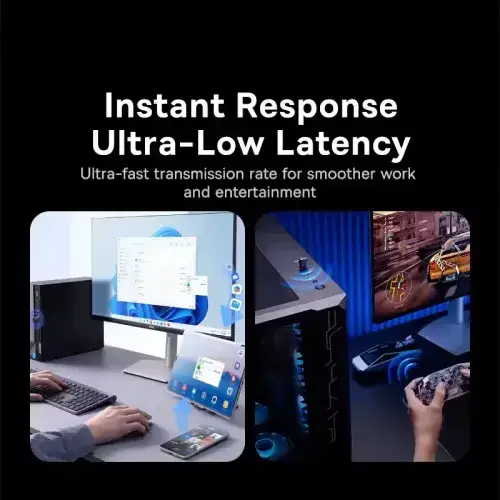 Instant Response
Ultra-Low Latency
Ultra-fast transmission rate for smoother work
and entertainment